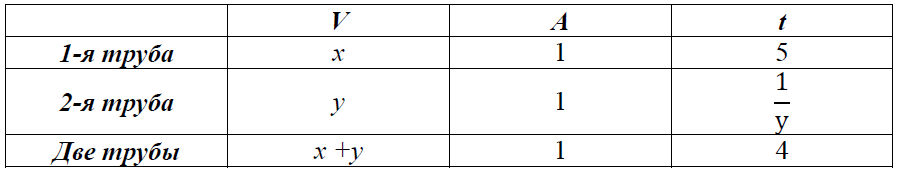 V A t
1-я труба x 1 5
2-я труба y 1 1/y
Две трубы x +y 1 4